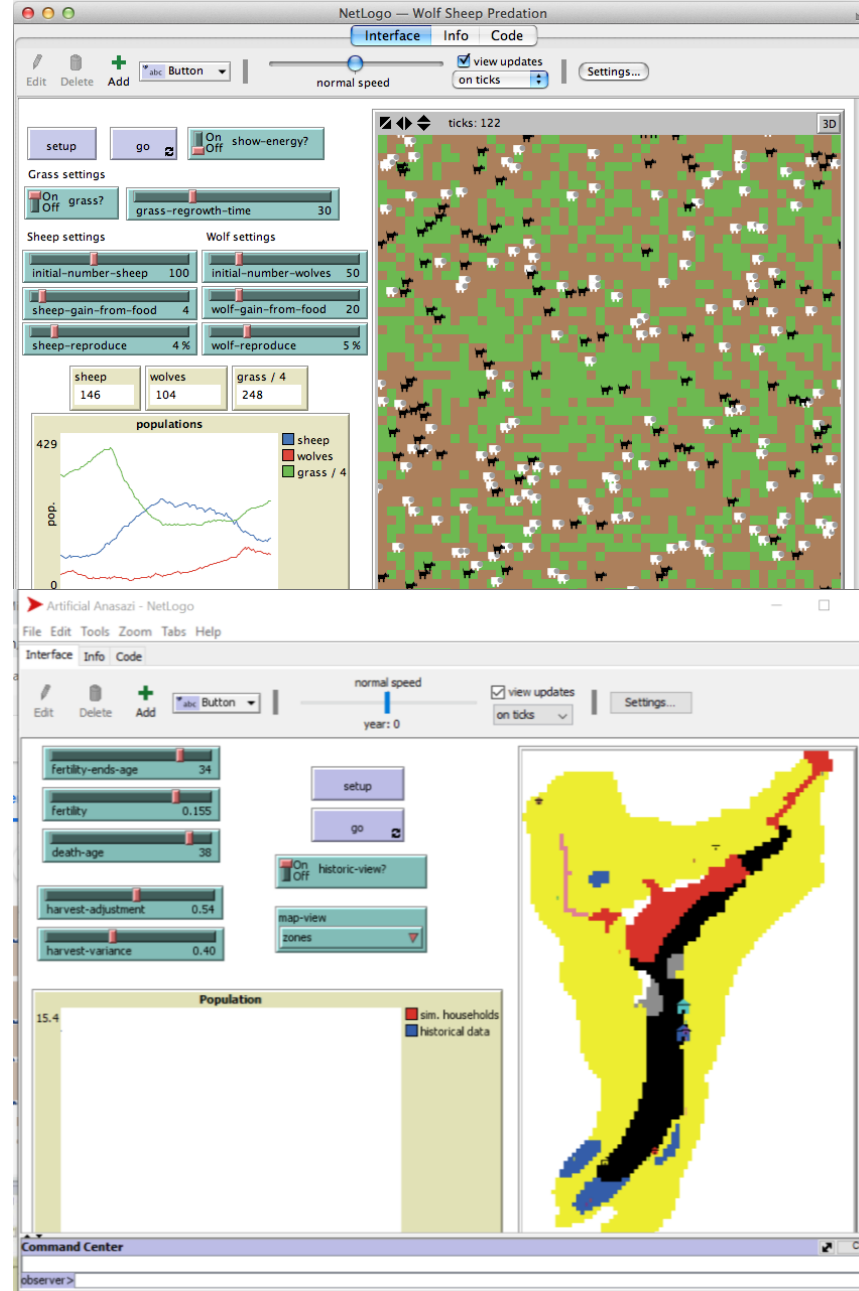 NetLogo — Wolf Sheep Predation
Interface Info Code
Edit Delete Add abc Button normal speed view updates on ticks Settings...
setup go On Off show-energy?
ticks: 122 3D
Grass settings
On Off grass? grass-regrowth-time 30
Sheep settings Wolf settings
initial-number-sheep 100 initial-number-wolves 50
sheep-gain-from-food 4 wolf-gain-from-food 20
sheep-reproduce 4 % wolf-reproduce 5 %
sheep wolves grass / 4
146 104 248
populations
429
pop.
0
sheep
wolves
grass / 4
Artificial Anasazi - NetLogo
File Edit Tools Zoom Tabs Help
Interface Info Code
normal speed
Edit Delete Add abc Button view updates on ticks Settings...
year: 0
fertility-ends-age 34
setup
fertility 0.155
go
death-age 38
On Off historic-view?
harvest-adjustment 0.54
map-view
zones
harvest-variance 0.40
Population
15.4
sim. households
historical data
Command Center
observer>